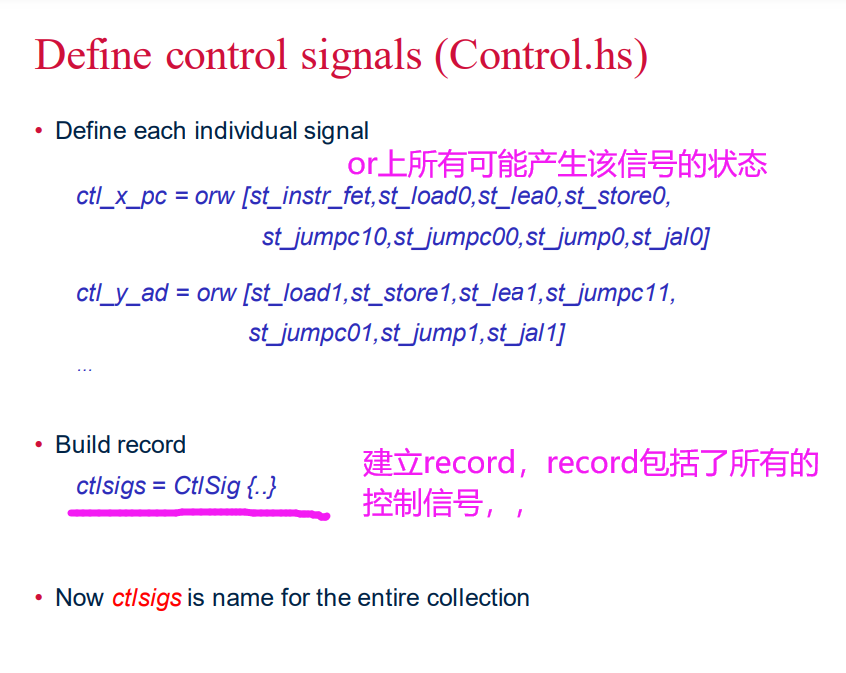 Define control signals (Control.hs)
• Define each individual signal
or上所有可能产生该信号的状态
ctl_x_pc = orw [st_instr_fet,st_load0,st_lea0,st_store0,
st_jumpc10,st_jumpc00,st_jump0,st_jal0]
ctl_y_ad = orw [st_load1,st_store1,st_lea1,st_jumpc11,
st_jumpc01,st_jump1,st_jal1]
...
• Build record
建立record，record包括了所有的
ctlsigs = CtlSig {..}
控制信号，，
• Now ctlsigs is name for the entire collection